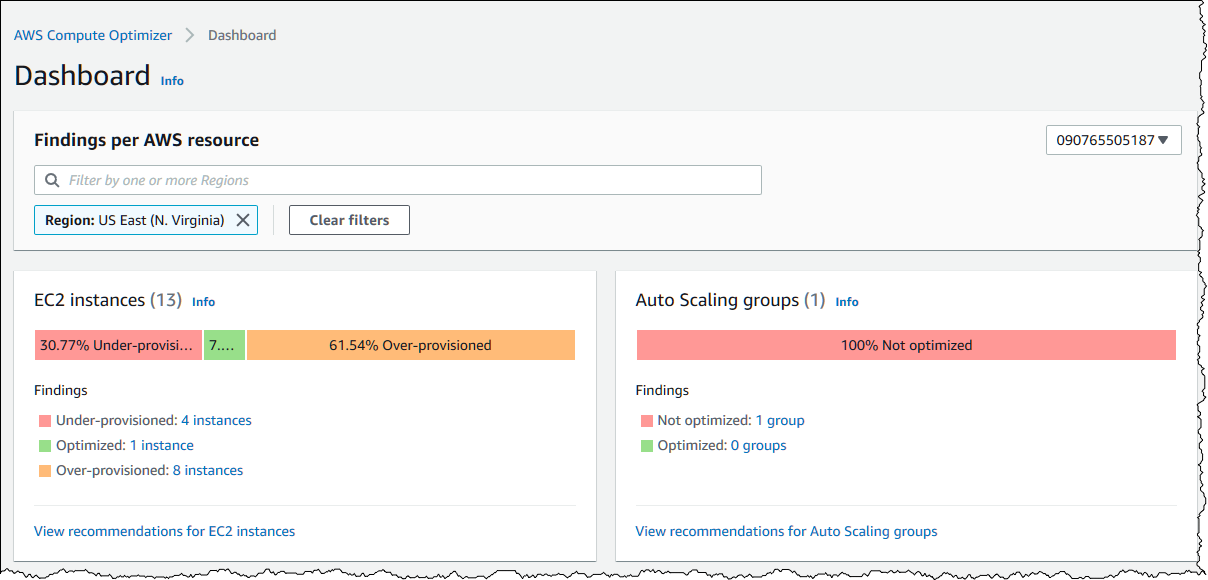 AWS Compute Optimizer > Dashboard
Dashboard Info
Findings per AWS resource
090765505187
Filter by one or more Regions
Region: US East (N. Virginia)
Clear filters
EC2 instances (13) Info
30.77% Under-provisi...
7....
61.54% Over-provisioned
Findings
Under-provisioned: 4 instances
Optimized: 1 instance
Over-provisioned: 8 instances
View recommendations for EC2 instances
Auto Scaling groups (1) Info
100% Not optimized
Findings
Not optimized: 1 group
Optimized: 0 groups
View recommendations for Auto Scaling groups